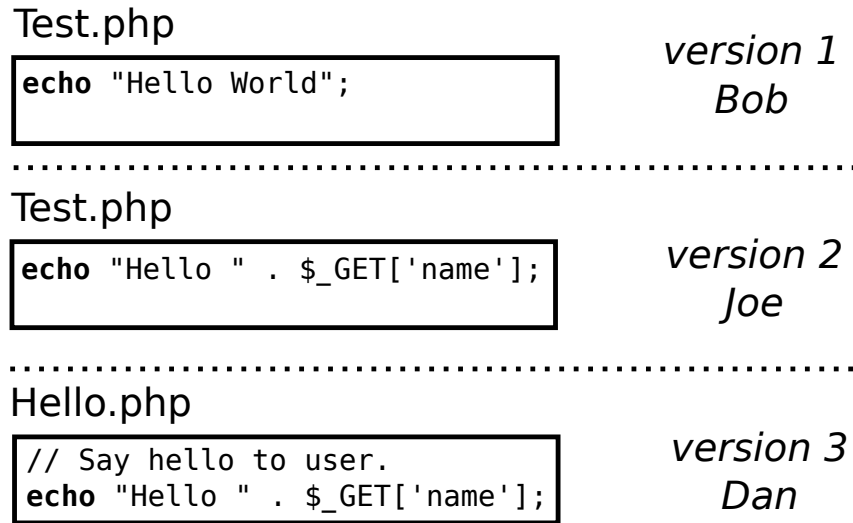 Test.php
echo "Hello World";
version 1
Bob
Test.php
echo "Hello " . $_GET['name'];
version 2
Joe
Hello.php
// Say hello to user.
echo "Hello " . $_GET['name'];
version 3
Dan